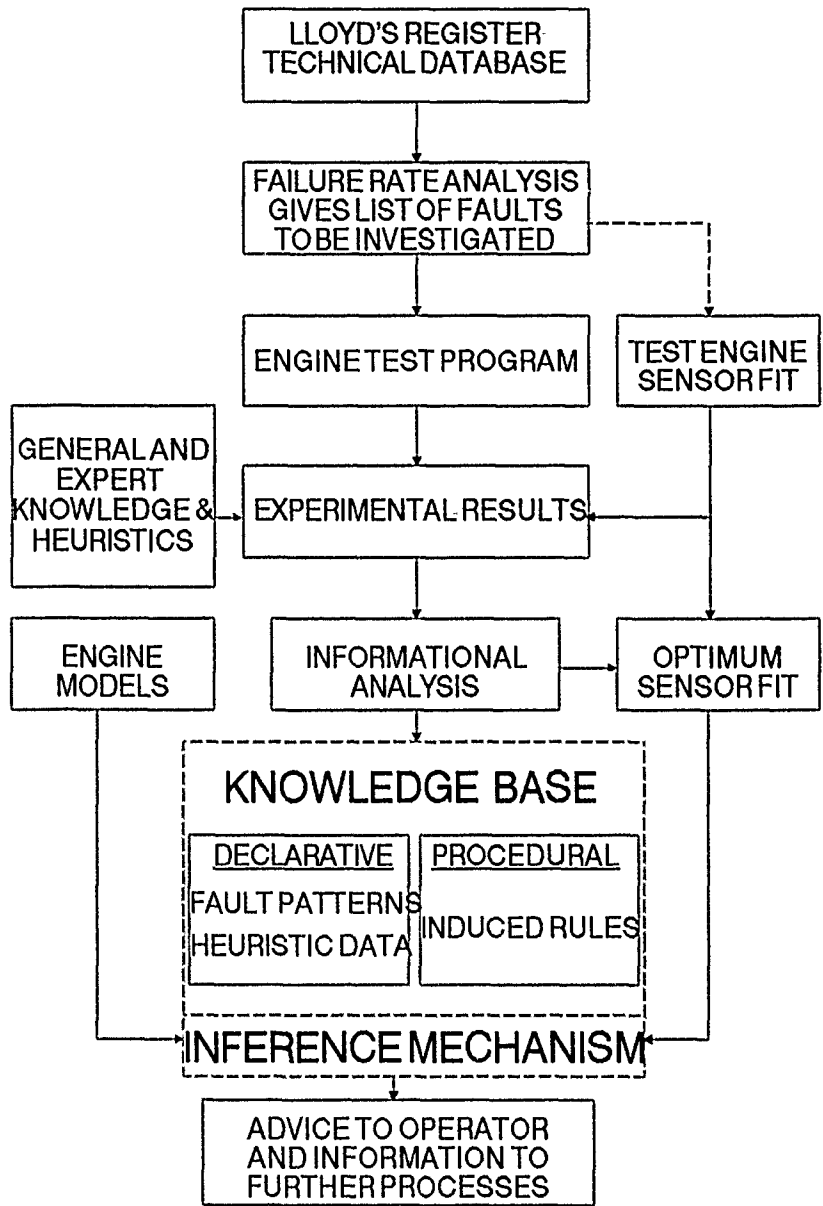 LLOYD'S REGISTER
TECHNICAL DATABASE
FAILURE RATE ANALYSIS
GIVES LIST OF FAULTS
TO BE INVESTIGATED
ENGINE TEST PROGRAM
TEST ENGINE
SENSOR FIT
GENERAL AND
EXPERT
KNOWLEDGE &
HEURISTICS
EXPERIMENTAL RESULTS
ENGINE
MODELS
INFORMATIONAL
ANALYSIS
OPTIMUM
SENSOR FIT
KNOWLEDGE BASE
DECLARATIVE
FAULT PATTERNS
HEURISTIC DATA
PROCEDURAL
INDUCED RULES
INFERENCE MECHANISM
ADVICE TO OPERATOR
AND INFORMATION TO
FURTHER PROCESSES